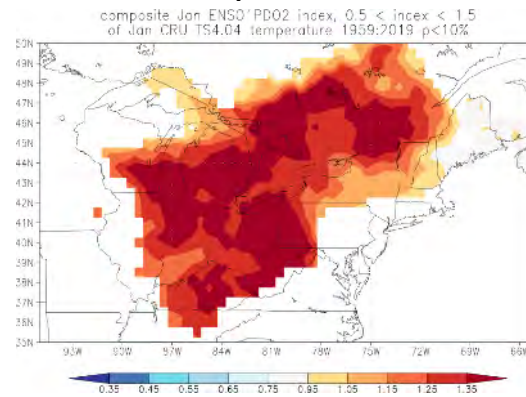 composite Jan ENSO'PDO2 index, 0.5 < index < 1.5
of Jan CRU TS4.04 temperature 1959:2019 p<10%
50N
49N
48N
47N
46N
45N
44N
43N
42N
41N
40N
39N
38N
37N
36N
35N
93W 90W 87W 84W 81W 78W 75W 72W 69W 66W
0.35 0.45 0.55 0.65 0.75 0.95 1.05 1.15 1.25 1.35